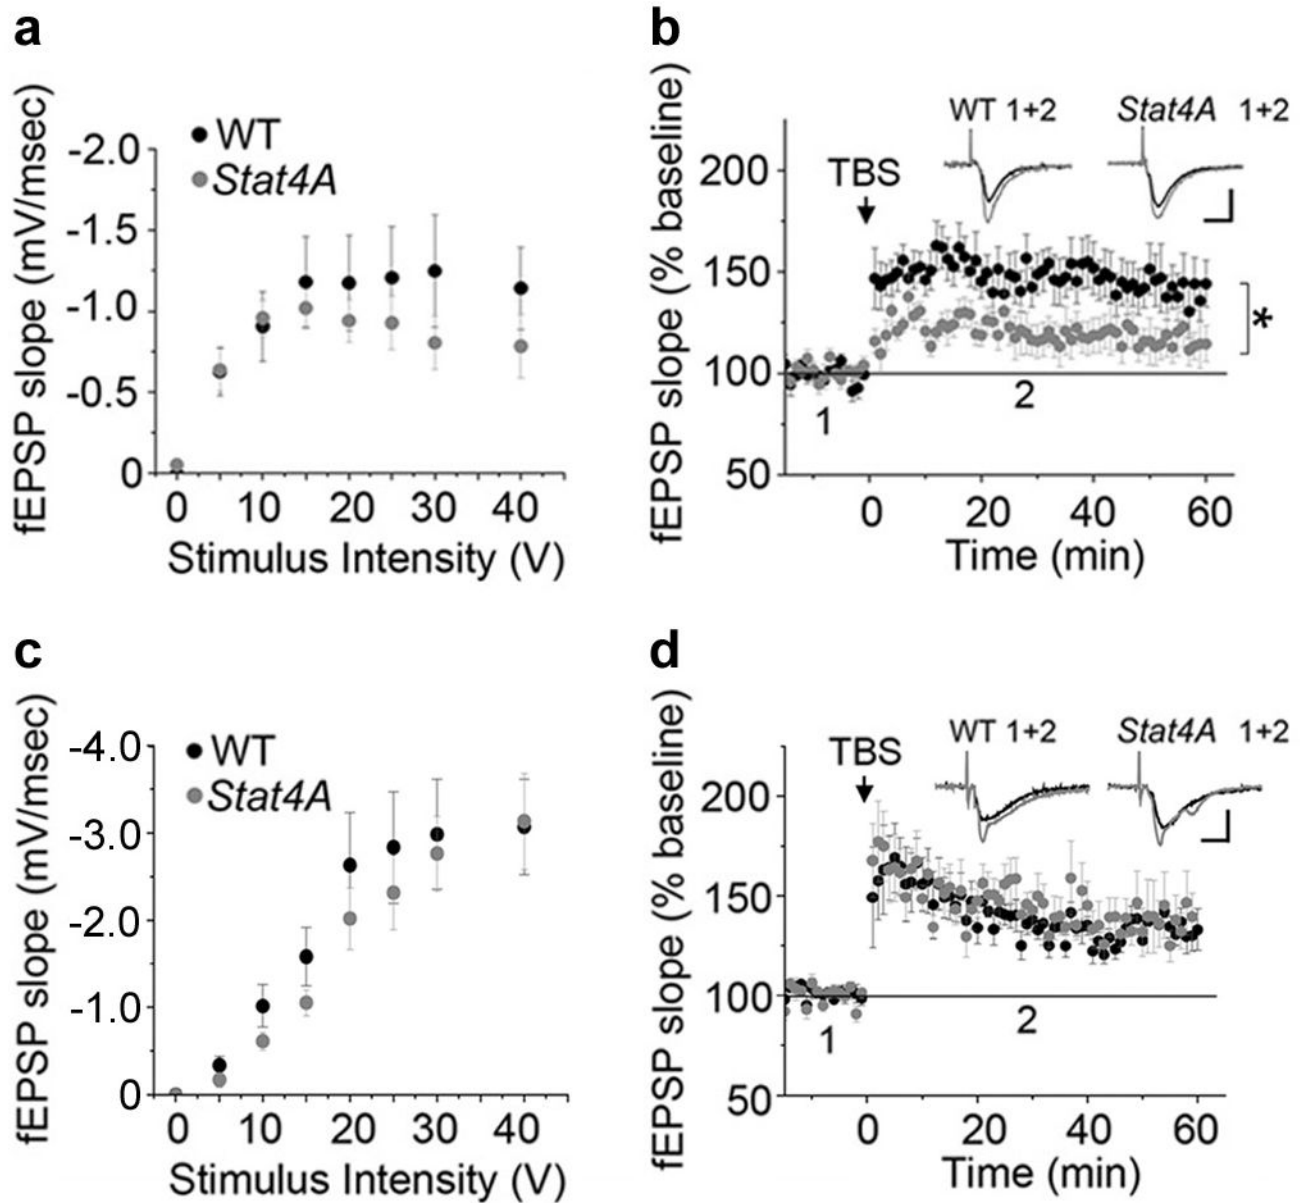 a
fEPSP slope (mV/msec)
-2.0
-1.5
-1.0
-0.5
0
WT
Stat4A
0 10 20 30 40
Stimulus Intensity (V)
b
fEPSP slope (% baseline)
200
150
100
50
TBS
WT 1+2
Stat4A 1+2
*
1
2
0 20 40 60
Time (min)
c
fEPSP slope (mV/msec)
-4.0
-3.0
-2.0
-1.0
0
WT
Stat4A
0 10 20 30 40
Stimulus Intensity (V)
d
fEPSP slope (% baseline)
200
150
100
50
TBS
WT 1+2
Stat4A 1+2
1
2
0 20 40 60
Time (min)